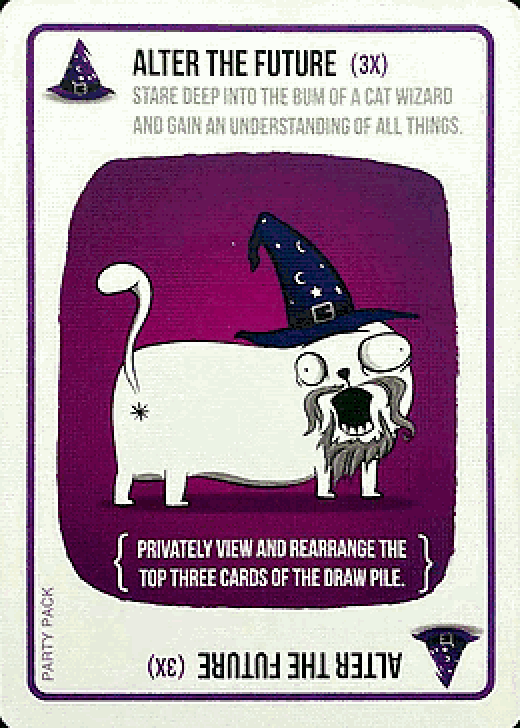 ALTER THE FUTURE (3X)
STARE DEEP INTO THE BUM OF A CAT WIZARD
AND GAIN AN UNDERSTANDING OF ALL THINGS.
{ PRIVATELY VIEW AND REARRANGE THE
TOP THREE CARDS OF THE DRAW PILE. }
PARTY PACK
ALTER THE FUTURE (3X)